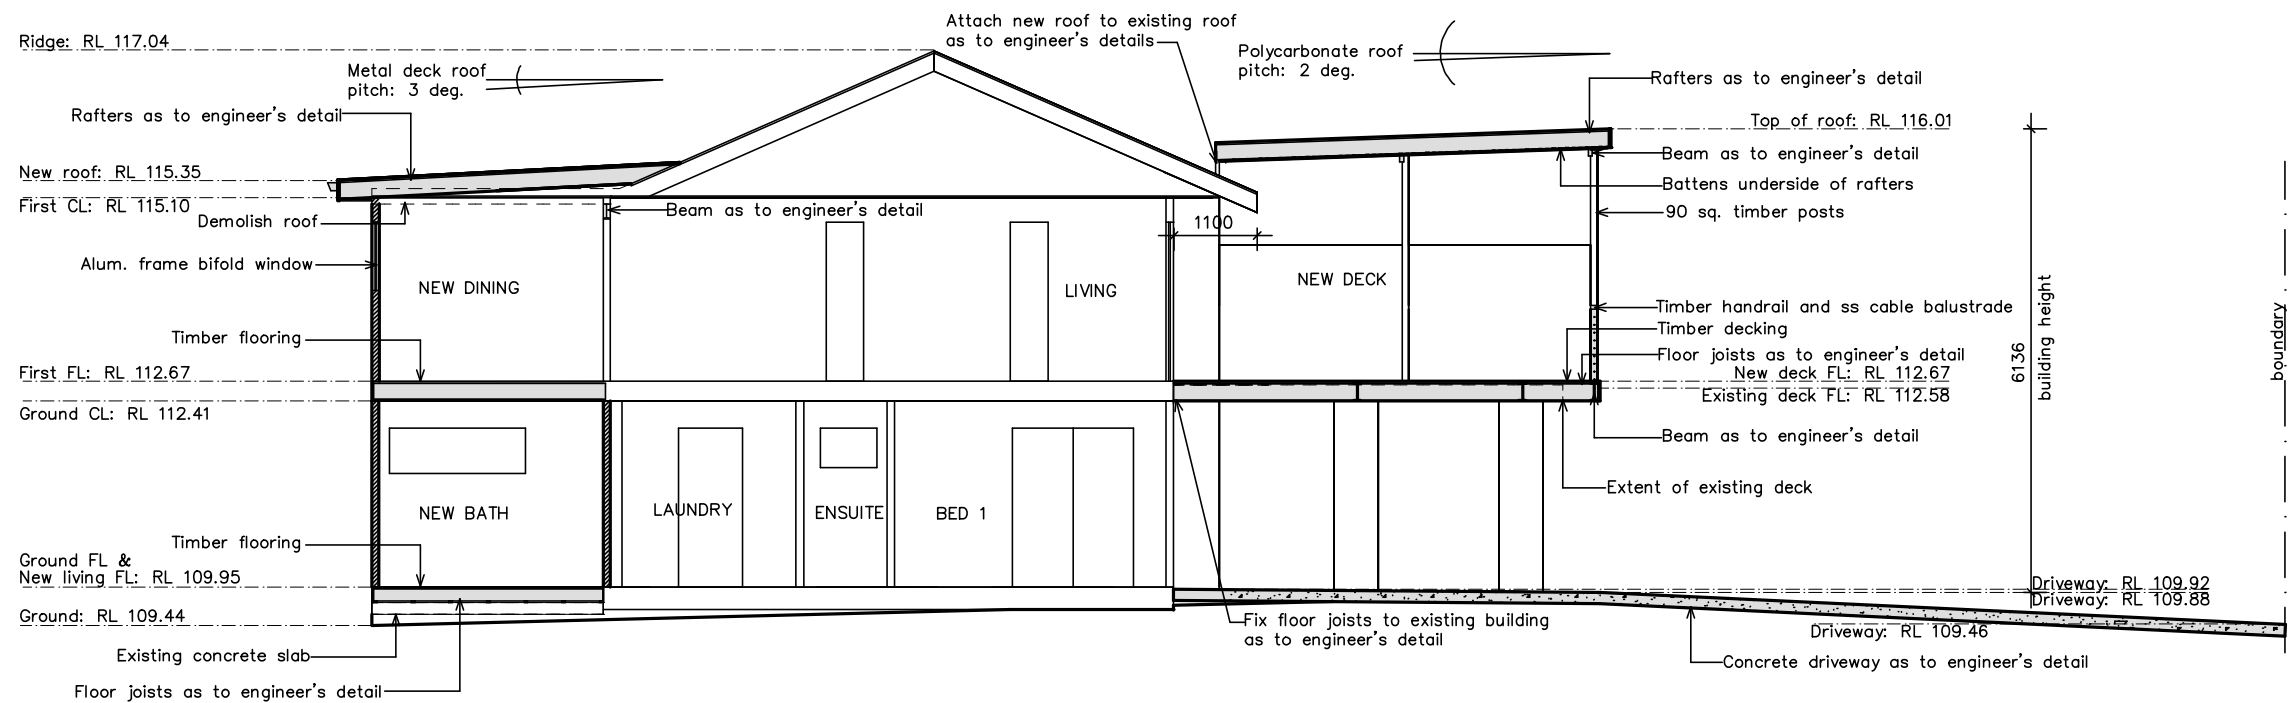 Attach new roof to existing roof
as to engineer's details
Ridge: RL 117.04
Polycarbonate roof
pitch: 2 deg.
Metal deck roof
pitch: 3 deg.
Rafters as to engineer's detail
Rafters as to engineer's detail
Top of roof: RL 116.01
Beam as to engineer's detail
New roof: RL 115.35
Battens underside of rafters
First CL: RL 115.10
Beam as to engineer's detail
90 sq. timber posts
Demolish roof
1100
Alum. frame bifold window
NEW DINING
LIVING
NEW DECK
Timber handrail and ss cable balustrade
Timber decking
Timber flooring
Floor joists as to engineer's detail
First FL: RL 112.67
New deck FL: RL 112.67
Existing deck FL: RL 112.58
6136
building height
boundary
Ground CL: RL 112.41
Beam as to engineer's detail
Extent of existing deck
NEW BATH
LAUNDRY
ENSUITE
BED 1
Timber flooring
Ground FL &
New living FL: RL 109.95
Driveway: RL 109.92
Driveway: RL 109.88
Ground: RL 109.44
Fix floor joists to existing building
as to engineer's detail
Driveway: RL 109.46
Existing concrete slab
Concrete driveway as to engineer's detail
Floor joists as to engineer's detail